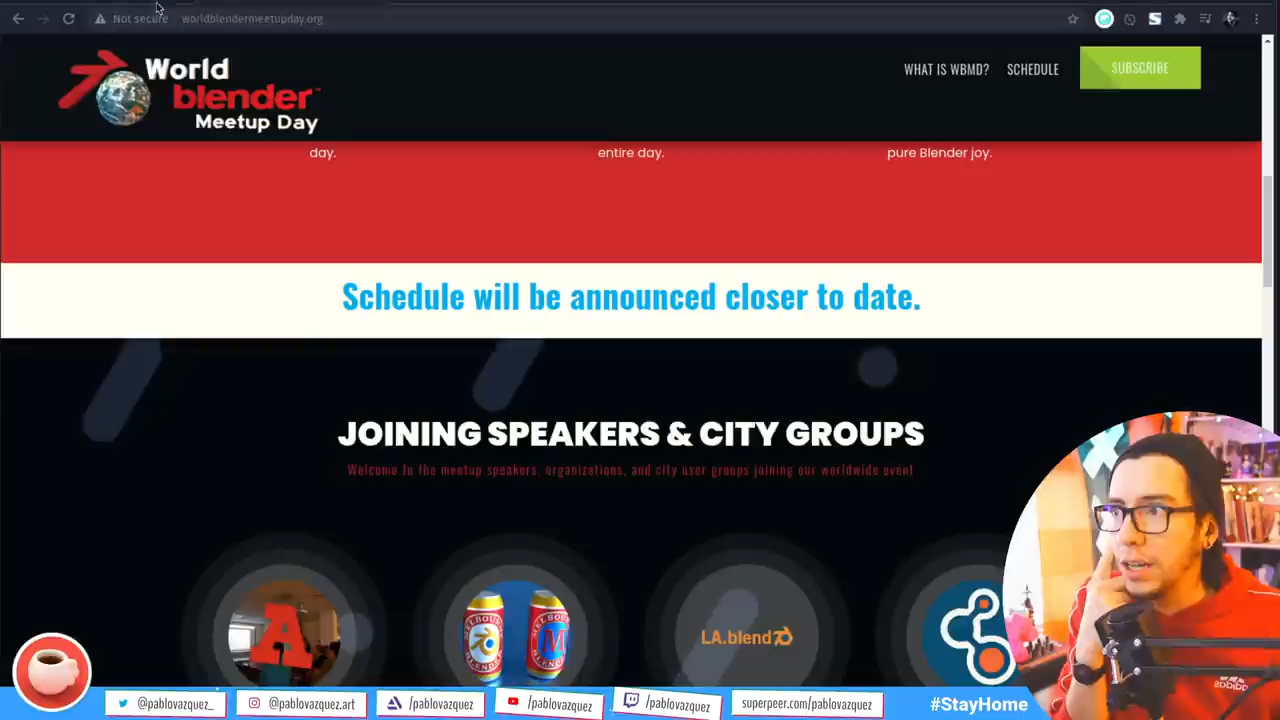 Not secure worldblendermeetupday.org
World
blender™
Meetup Day
WHAT IS WBMD? SCHEDULE SUBSCRIBE
day. entire day. pure Blender joy.
Schedule will be announced closer to date.
JOINING SPEAKERS & CITY GROUPS
Welcome to the meetup speakers, organizations, and city user groups joining our worldwide event
A
LA.blend
@pablovazquez_ @pablovazquez.art /pablovazquez /pablovazquez /pablovazquez superpeer.com/pablovazquez #StayHome